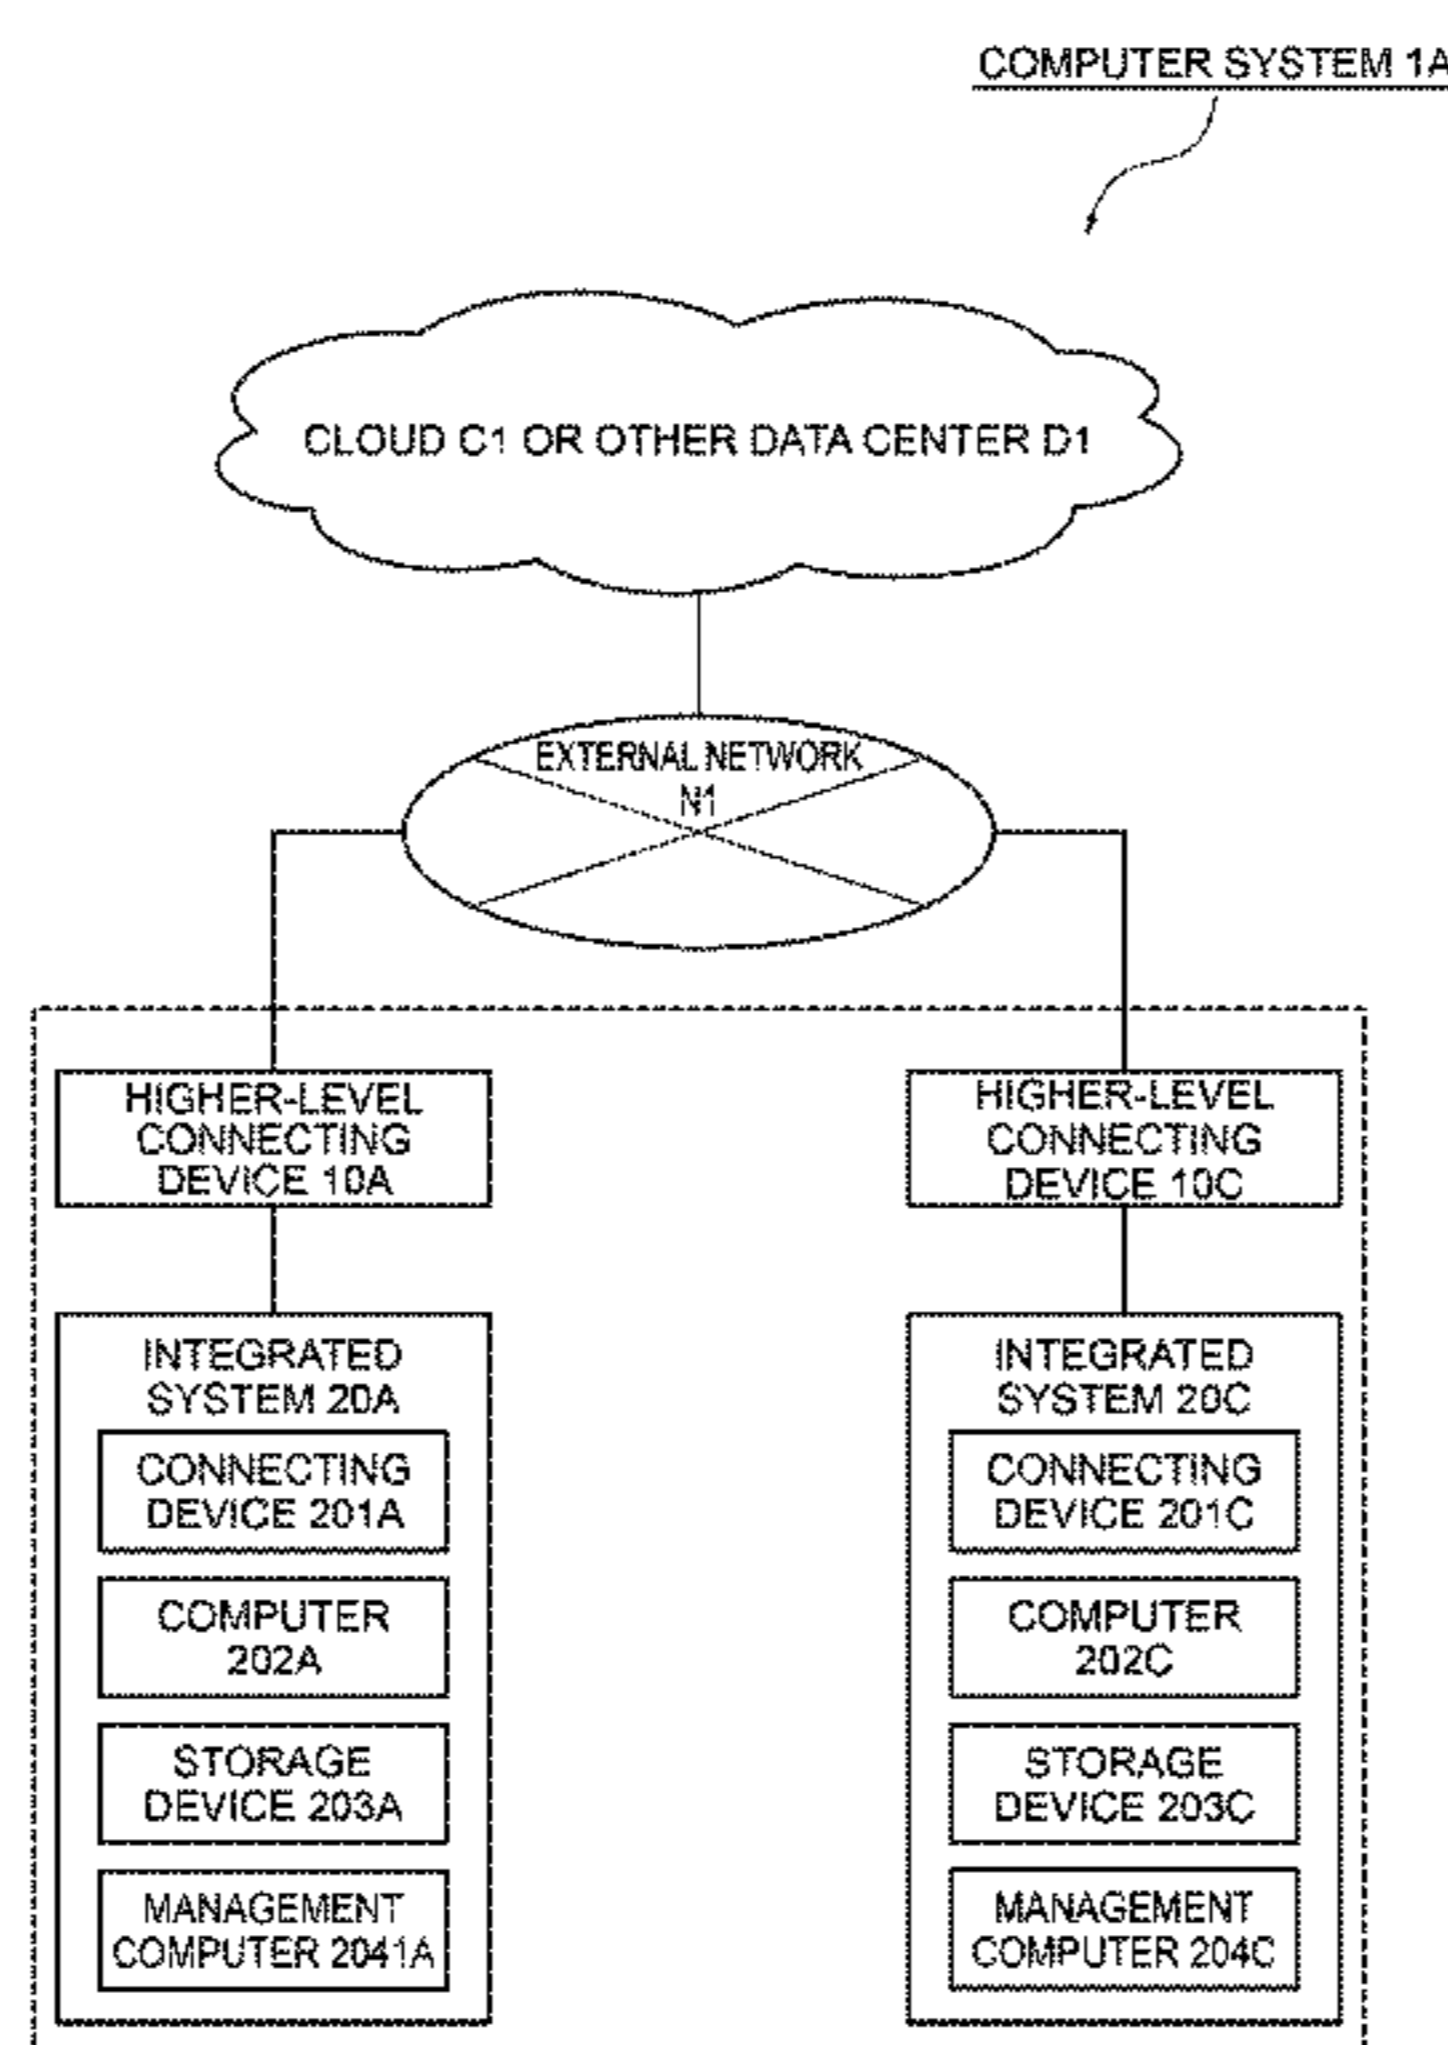 COMPUTER SYSTEM 1A
CLOUD C1 OR OTHER DATA CENTER D1
EXTERNAL NETWORK
N1
HIGHER-LEVEL
CONNECTING
DEVICE 10A
HIGHER-LEVEL
CONNECTING
DEVICE 10C
INTEGRATED
SYSTEM 20A
CONNECTING
DEVICE 201A
COMPUTER
202A
STORAGE
DEVICE 203A
MANAGEMENT
COMPUTER 2041A
INTEGRATED
SYSTEM 20C
CONNECTING
DEVICE 201C
COMPUTER
202C
STORAGE
DEVICE 203C
MANAGEMENT
COMPUTER 204C